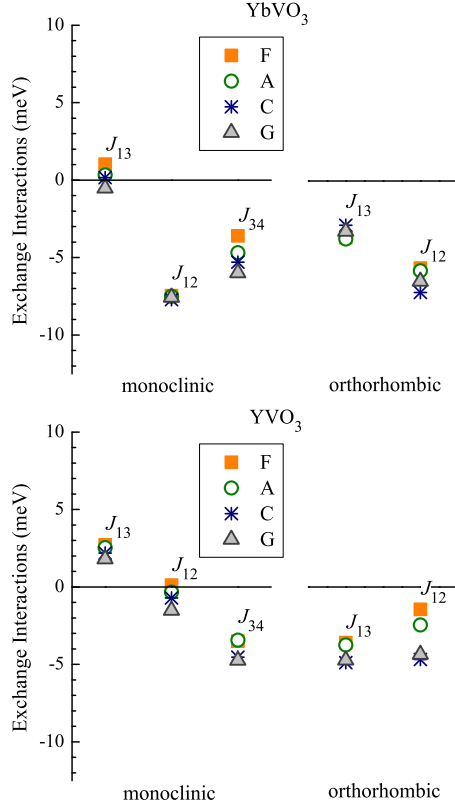 YbVO3
10
5
0
-5
-10
Exchange Interactions (meV)
F
A
C
G
J13
J12
J34
J13
J12
monoclinic
orthorhombic
YVO3
10
5
0
-5
-10
Exchange Interactions (meV)
F
A
C
G
J13
J12
J34
J13
J12
monoclinic
orthorhombic